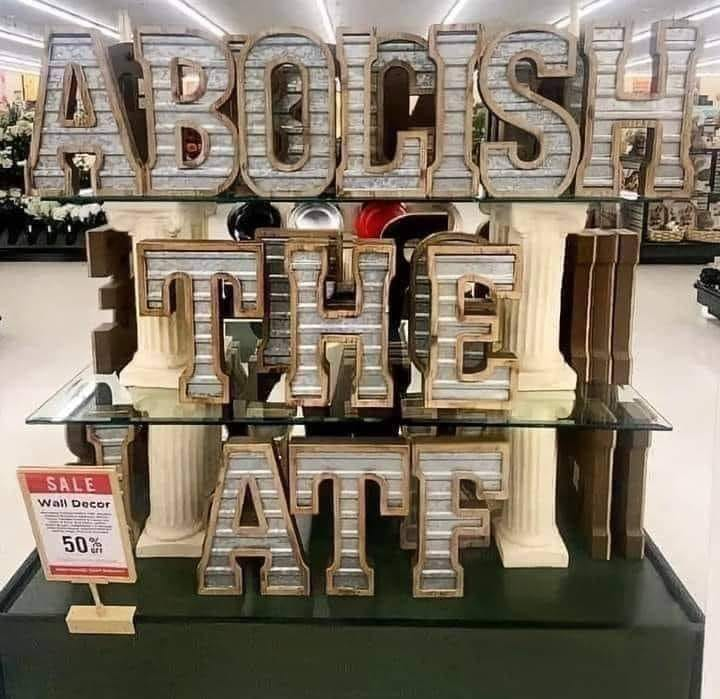 ABOLISH
THE
ATF
SALE
Wall Decor
50% OFF